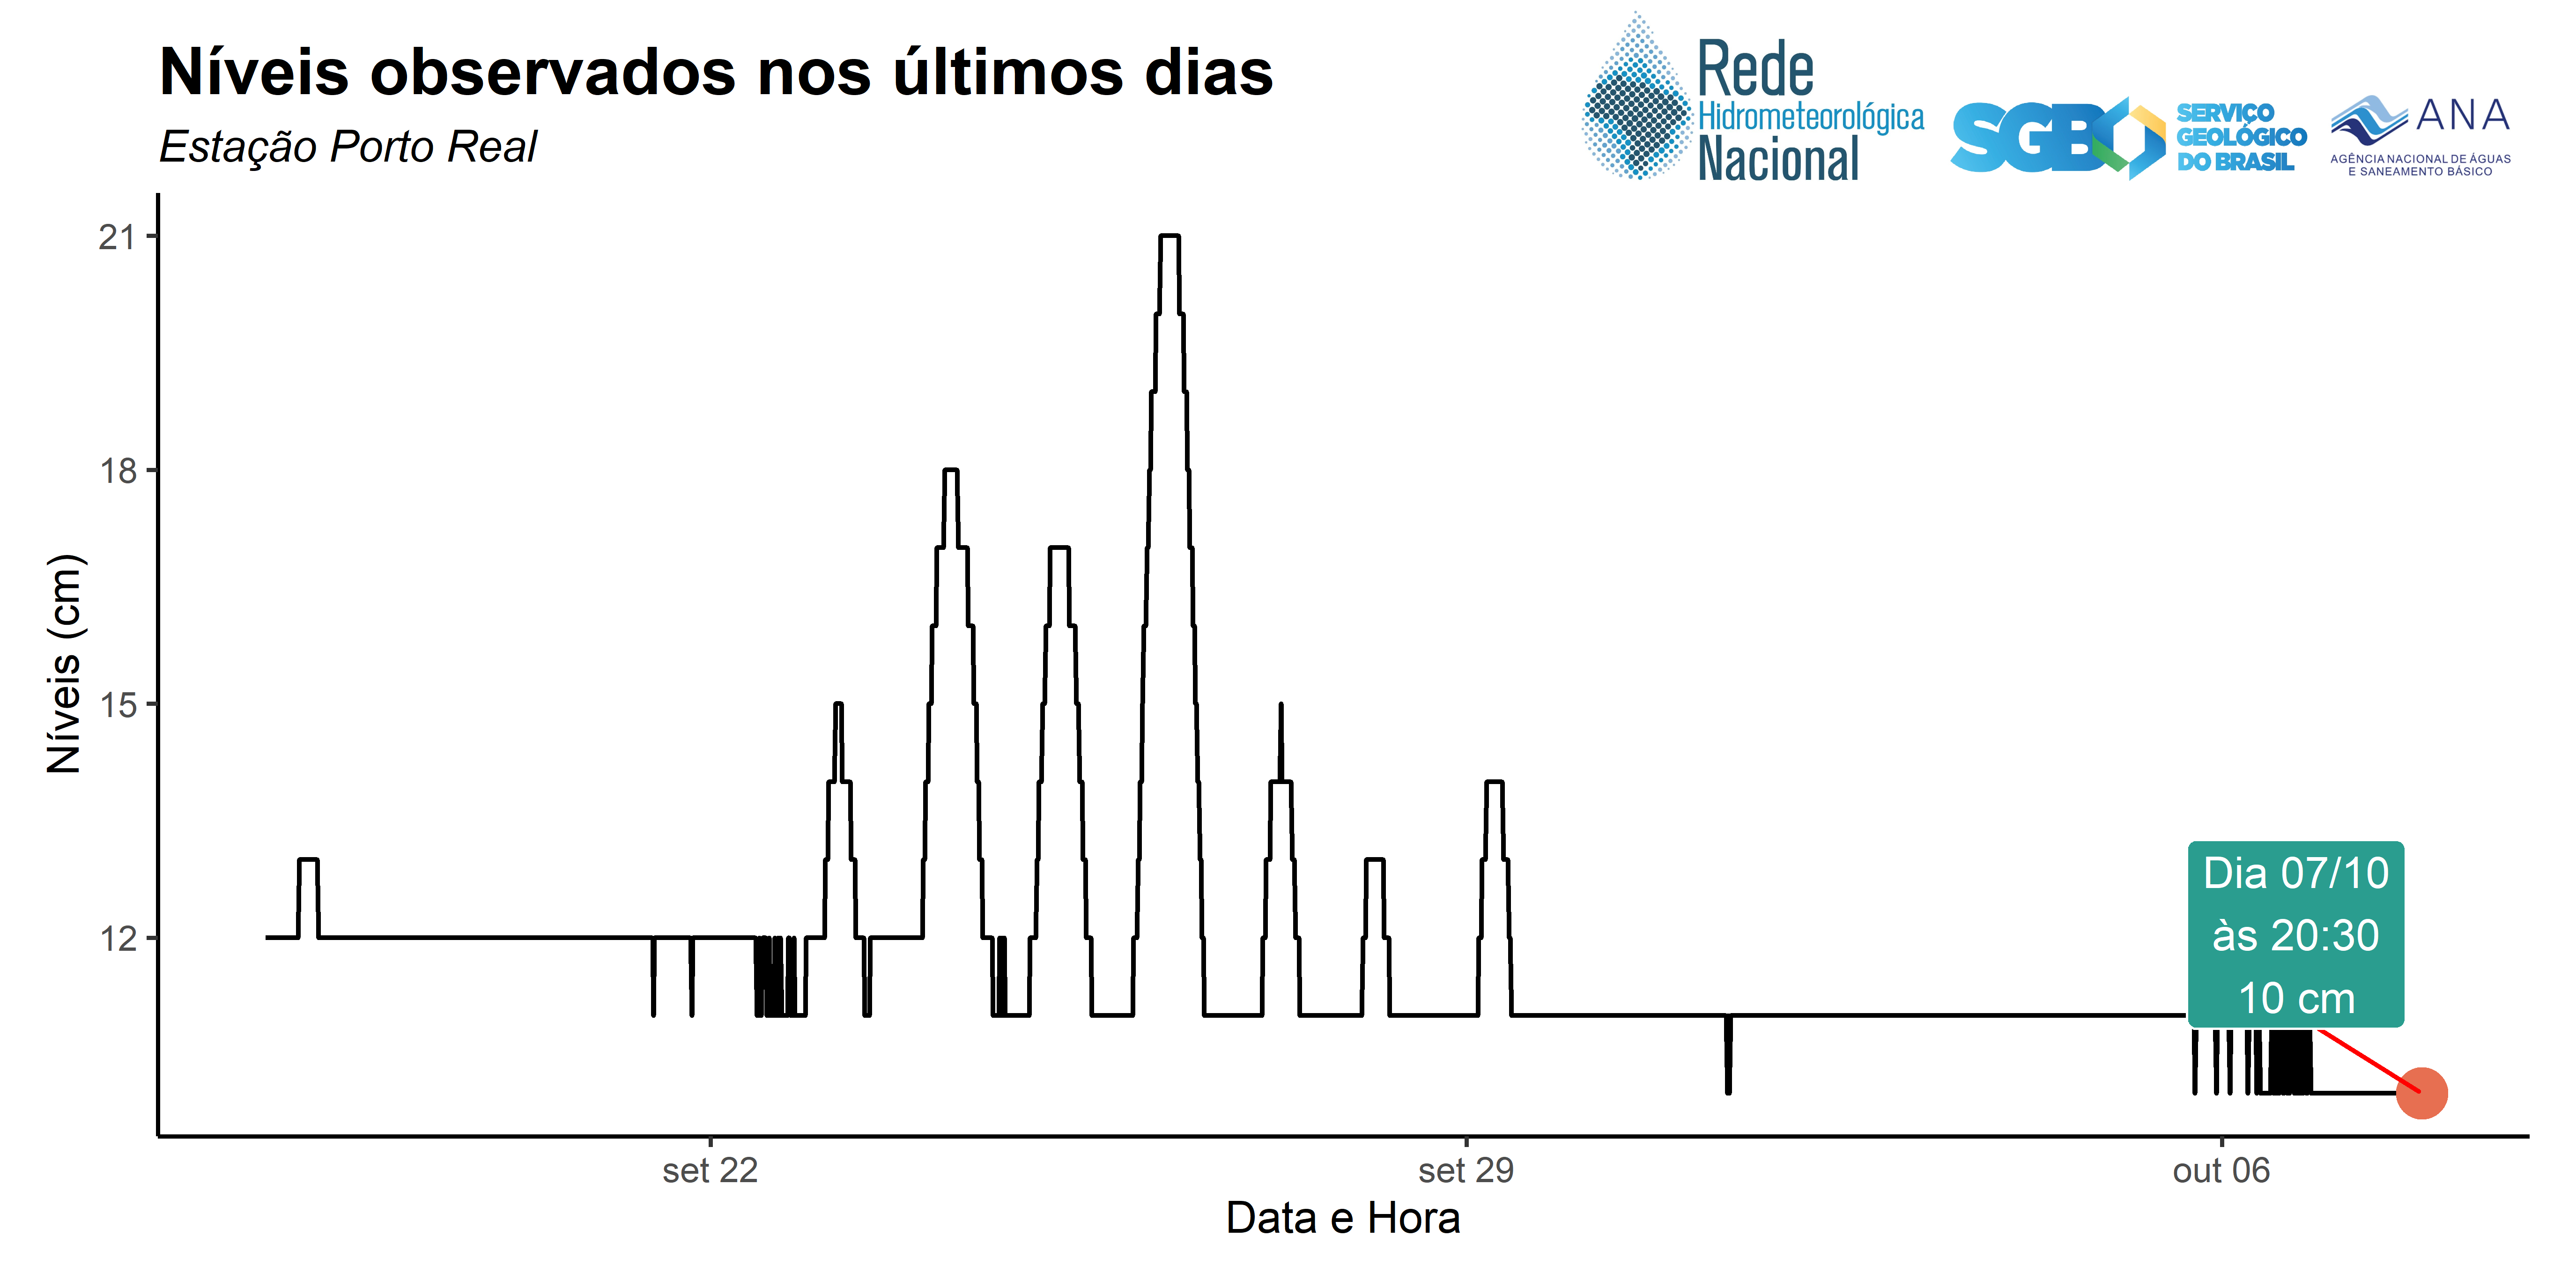 Níveis observados nos últimos dias
Estação Porto Real
Rede
Hidrometeorológica
Nacional
SGB
SERVIÇO
GEOLÓGICO
DO BRASIL
ANA
AGÊNCIA NACIONAL DE ÁGUAS
E SANEAMENTO BÁSICO
Níveis (cm)
21
18
15
12
Dia 07/10
às 20:30
10 cm
set 22
set 29
out 06
Data e Hora